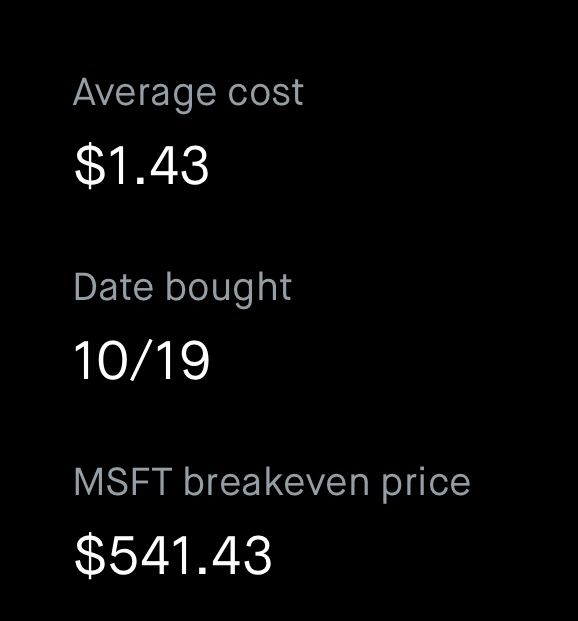 Average cost
$1.43
Date bought
10/19
MSFT breakeven price
$541.43